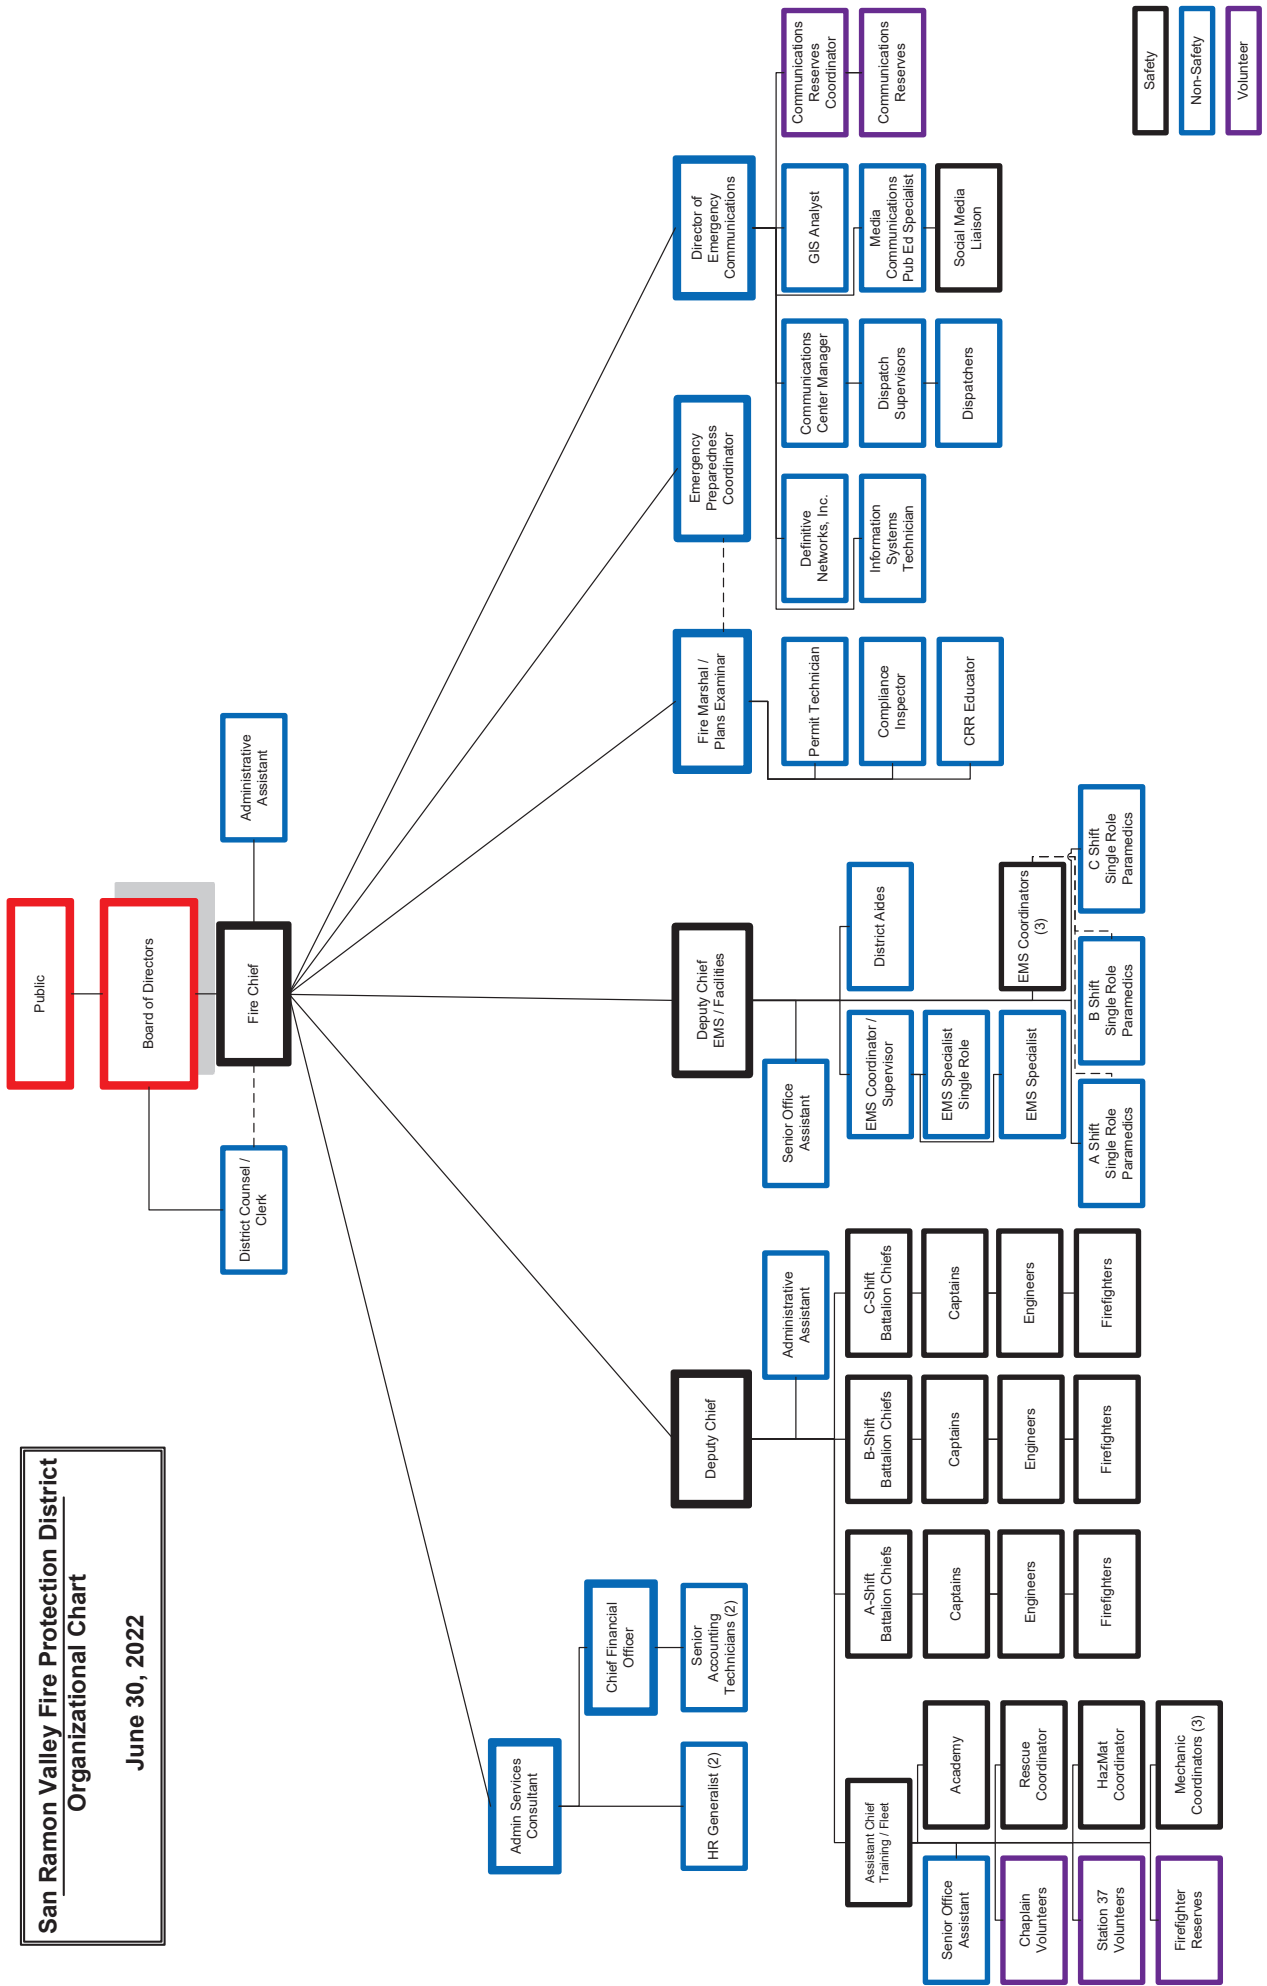 San Ramon Valley Fire Protection District
Organizational Chart
June 30, 2022
Public
Board of Directors
District Counsel /
Clerk
Fire Chief
Administrative
Assistant
Admin Services
Consultant
Chief Financial
Officer
HR Generalist (2)
Senior
Accounting
Technicians (2)
Deputy Chief
Administrative
Assistant
Assistant Chief
Training / Fleet
Senior Office
Assistant
Academy
Chaplain
Volunteers
Rescue
Coordinator
Station 37
Volunteers
HazMat
Coordinator
Firefighter
Reserves
Mechanic
Coordinators (3)
A-Shift
Battalion Chiefs
Captains
Engineers
Firefighters
B-Shift
Battalion Chiefs
Captains
Engineers
Firefighters
C-Shift
Battalion Chiefs
Captains
Engineers
Firefighters
Deputy Chief
EMS / Facilities
Senior Office
Assistant
EMS Coordinator /
Supervisor
EMS Specialist
Single Role
EMS Specialist
District Aides
EMS Coordinators
(3)
A Shift
Single Role
Paramedics
B Shift
Single Role
Paramedics
C Shift
Single Role
Paramedics
Fire Marshal /
Plans Examinar
Permit Technician
Compliance
Inspector
CRR Educator
Emergency
Preparedness
Coordinator
Director of
Emergency
Communications
Definitive
Networks, Inc.
Information
Systems
Technician
Communications
Center Manager
Dispatch
Supervisors
Dispatchers
GIS Analyst
Media
Communications
Pub Ed Specialist
Social Media
Liaison
Communications
Reserves
Coordinator
Communications
Reserves
Safety
Non-Safety
Volunteer